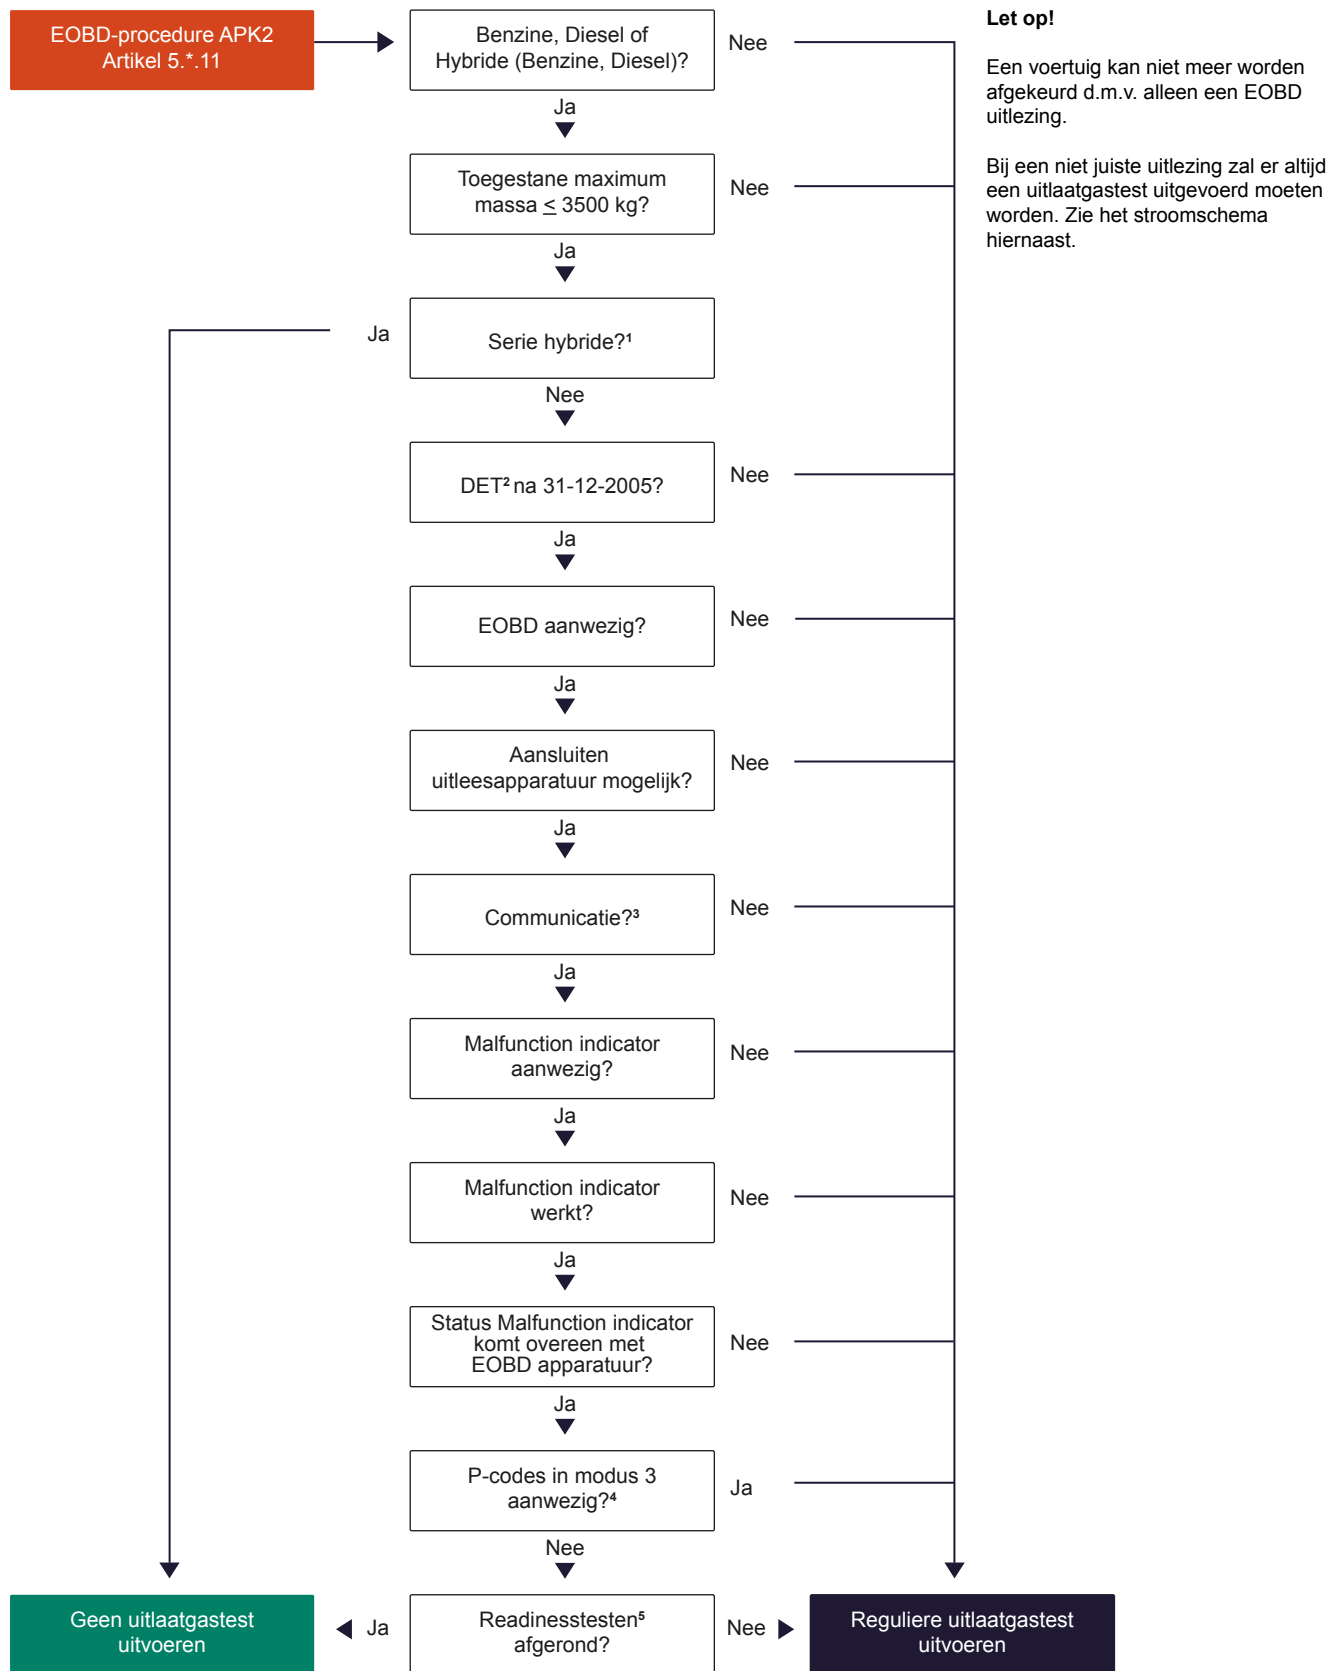 EOBD-procedure APK2
Artikel 5.*.11
Benzine, Diesel of
Hybride (Benzine, Diesel)?
Nee
Ja
Toegestane maximum
massa ≤ 3500 kg?
Nee
Ja
Serie hybride?¹
Ja
Nee
DET² na 31-12-2005?
Nee
Ja
EOBD aanwezig?
Nee
Ja
Aansluiten
uitleesapparatuur mogelijk?
Nee
Ja
Communicatie?³
Nee
Ja
Malfunction indicator
aanwezig?
Nee
Ja
Malfunction indicator
werkt?
Nee
Ja
Status Malfunction indicator
komt overeen met
EOBD apparatuur?
Nee
Ja
P-codes in modus 3
aanwezig?⁴
Ja
Nee
Readinesstesten⁵
afgerond?
Ja
Nee
Geen uitlaatgastest
uitvoeren
Reguliere uitlaatgastest
uitvoeren
Let op!
Een voertuig kan niet meer worden
afgekeurd d.m.v. alleen een EOBD
uitlezing.
Bij een niet juiste uitlezing zal er altijd
een uitlaatgastest uitgevoerd moeten
worden. Zie het stroomschema
hiernaast.